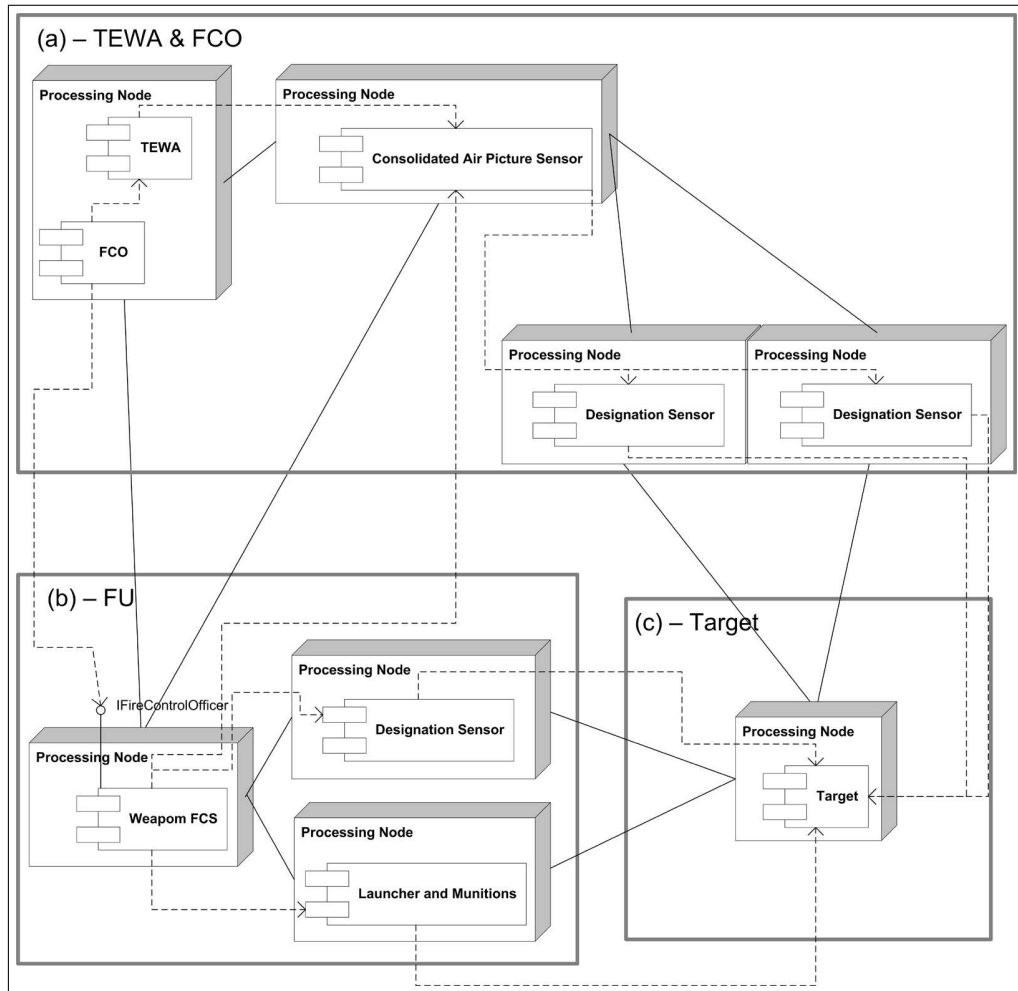 (a) – TEWA & FCO
Processing Node
TEWA
FCO
Processing Node
Consolidated Air Picture Sensor
Processing Node
Designation Sensor
Processing Node
Designation Sensor
(b) – FU
IFireControlOfficer
Processing Node
Weapom FCS
Processing Node
Designation Sensor
Processing Node
Launcher and Munitions
(c) – Target
Processing Node
Target